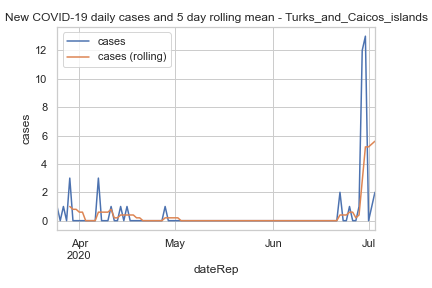 New COVID-19 daily cases and 5 day rolling mean - Turks_and_Caicos_islands
cases
cases (rolling)
12
10
8
6
4
2
0
cases
Apr
2020
May
Jun
Jul
dateRep